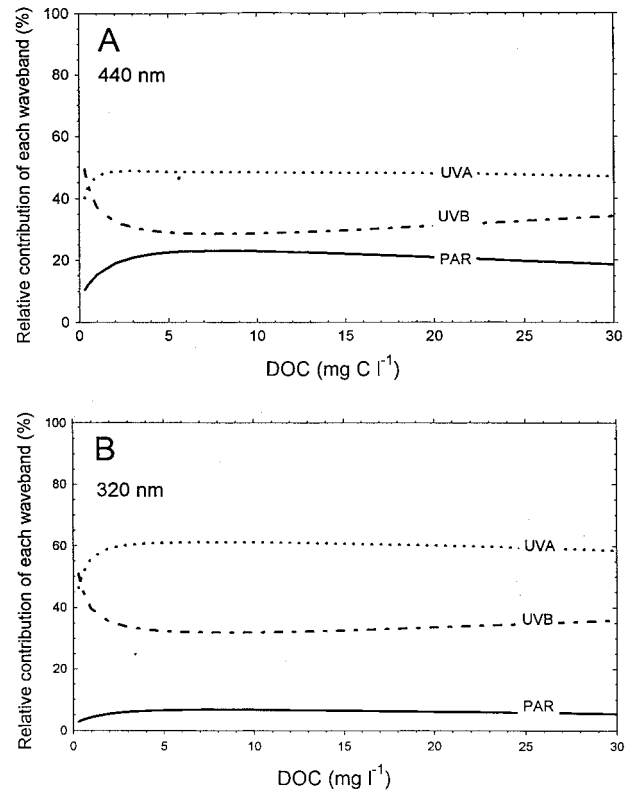 Relative contribution of each waveband (%)
100
80
60
40
20
0
A
440 nm
UVA
UVB
PAR
0 5 10 15 20 25 30
DOC (mg C l⁻¹)
Relative contribution of each waveband (%)
100
80
60
40
20
0
B
320 nm
UVA
UVB
PAR
0 5 10 15 20 25 30
DOC (mg l⁻¹)